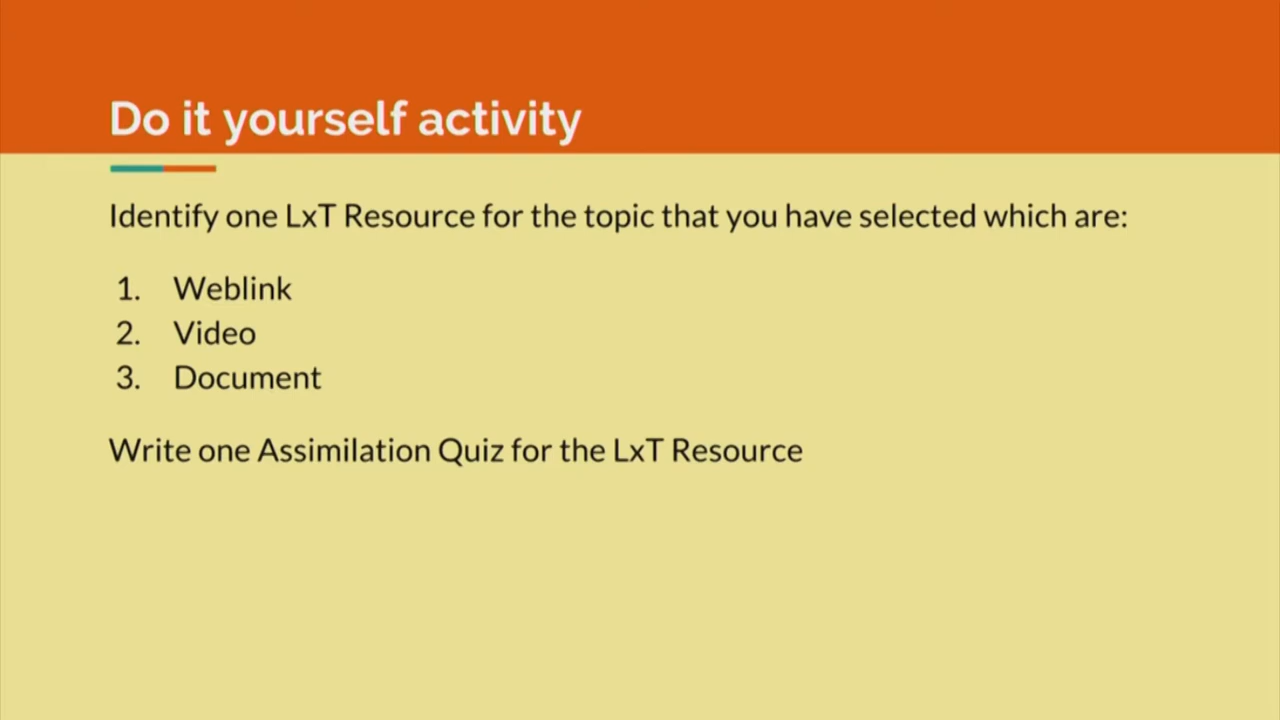 Do it yourself activity
Identify one LxT Resource for the topic that you have selected which are:
1. Weblink
2. Video
3. Document
Write one Assimilation Quiz for the LxT Resource